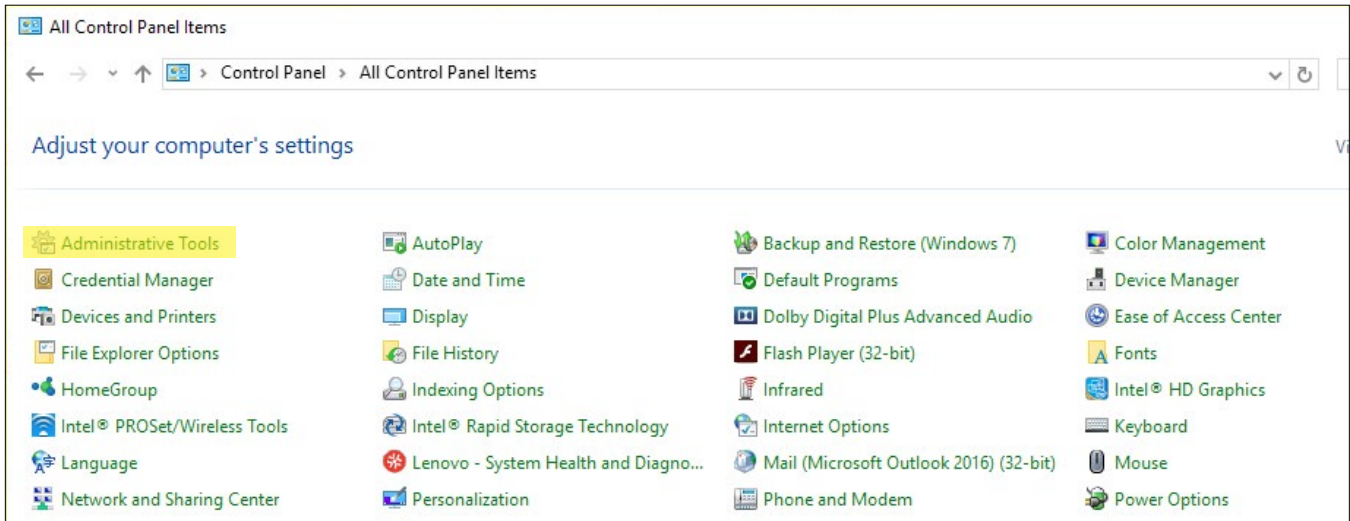 All Control Panel Items
Control Panel > All Control Panel Items
Adjust your computer's settings
Administrative Tools AutoPlay Backup and Restore (Windows 7) Color Management
Credential Manager Date and Time Default Programs Device Manager
Devices and Printers Display Dolby Digital Plus Advanced Audio Ease of Access Center
File Explorer Options File History Flash Player (32-bit) Fonts
HomeGroup Indexing Options Infrared Intel® HD Graphics
Intel® PROSet/Wireless Tools Intel® Rapid Storage Technology Internet Options Keyboard
Language Lenovo - System Health and Diagno... Mail (Microsoft Outlook 2016) (32-bit) Mouse
Network and Sharing Center Personalization Phone and Modem Power Options